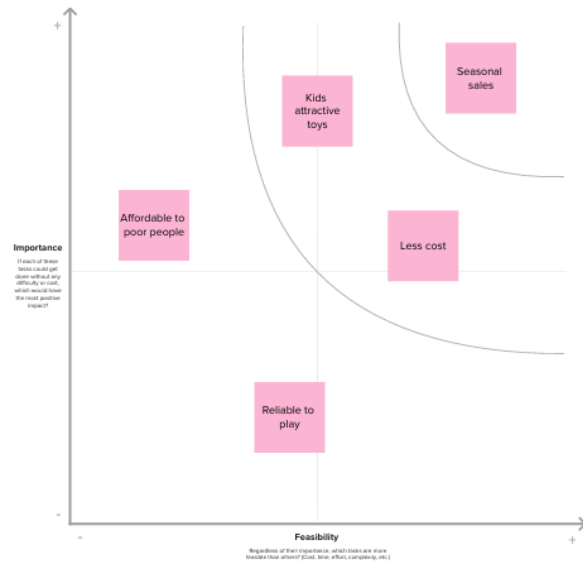 +
Seasonal
sales
Kids
attractive
toys
Affordable to
poor people
Less cost
Importance
If each of these
tasks could get
done without any
difficulty or cost,
which would have
the most positive
impact?
Reliable to
play
-
-
Feasibility
+
Regardless of their importance, which tasks are more
feasible than others? (Cost, time, effort, complexity, etc.)